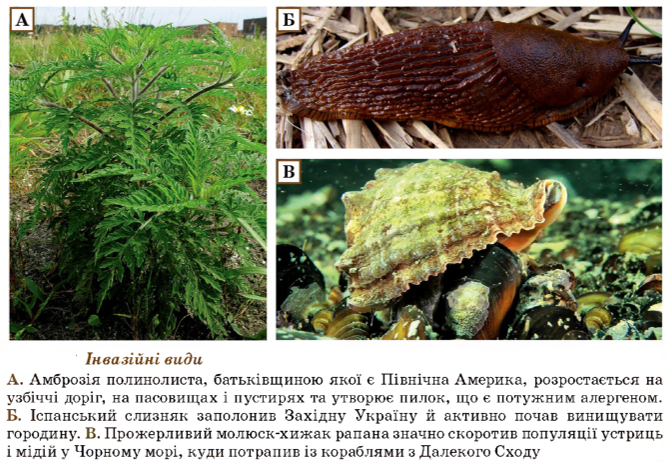 А
Б
В
Інвазійні види
А. Амброзія полинолиста, батьківщиною якої є Північна Америка, розростається на
узбіччі доріг, на пасовищах і пустирях та утворює пилок, що є потужним алергеном.
Б. Іспанський слизняк заполонив Західну Україну й активно почав винищувати
городину. В. Прожерливий молюск-хижак рапана значно скоротив популяції устриць
і мідій у Чорному морі, куди потрапив із кораблями з Далекого Сходу